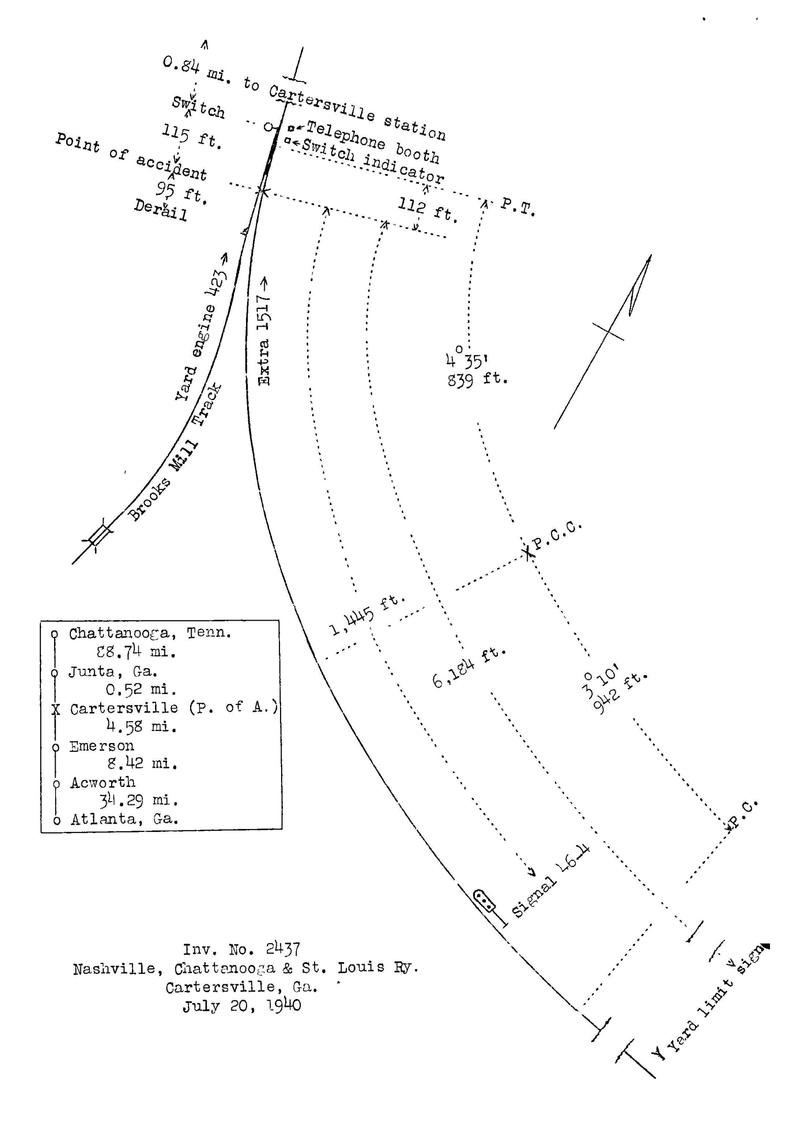 0.84 mi. to Cartersville station
Switch
115 ft.
Telephone booth
Switch indicator
Point of accident
95 ft.
Derail
112 ft.
P.T.
Yard engine 423
Extra 1517
Brooks Mill Track
4°35'
839 ft.
P.C.C.
1,445 ft.
6,184 ft.
3°10'
942 ft.
P.C.
Signal 46-4
Yard limit sign
Chattanooga, Tenn.
88.74 mi.
Junta, Ga.
0.52 mi.
X Cartersville (P. of A.)
4.58 mi.
Emerson
8.42 mi.
Acworth
34.29 mi.
Atlanta, Ga.
Inv. No. 2437
Nashville, Chattanooga & St. Louis Ry.
Cartersville, Ga.
July 20, 1940